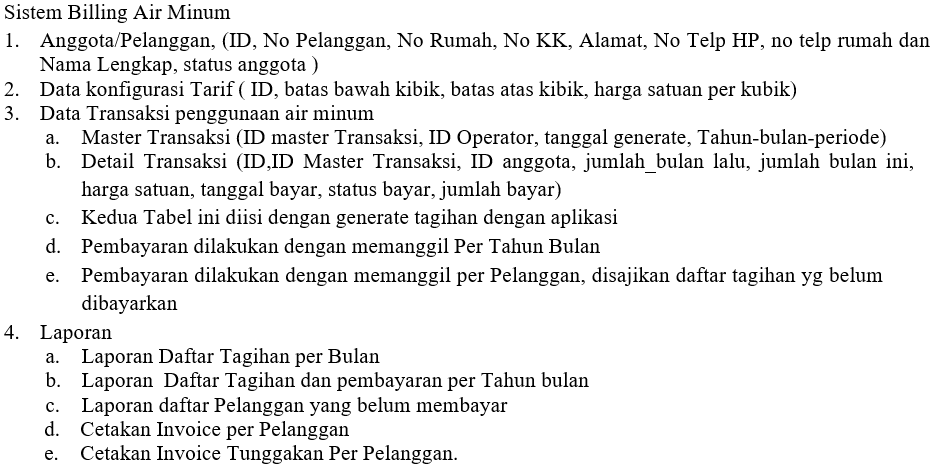 Sistem Billing Air Minum
1. Anggota/Pelanggan, (ID, No Pelanggan, No Rumah, No KK, Alamat, No Telp HP, no telp rumah dan
Nama Lengkap, status anggota )
2. Data konfigurasi Tarif ( ID, batas bawah kibik, batas atas kibik, harga satuan per kubik)
3. Data Transaksi penggunaan air minum
a. Master Transaksi (ID master Transaksi, ID Operator, tanggal generate, Tahun-bulan-periode)
b. Detail Transaksi (ID,ID Master Transaksi, ID anggota, jumlah_bulan lalu, jumlah bulan ini,
harga satuan, tanggal bayar, status bayar, jumlah bayar)
c. Kedua Tabel ini diisi dengan generate tagihan dengan aplikasi
d. Pembayaran dilakukan dengan memanggil Per Tahun Bulan
e. Pembayaran dilakukan dengan memanggil per Pelanggan, disajikan daftar tagihan yg belum
dibayarkan
4. Laporan
a. Laporan Daftar Tagihan per Bulan
b. Laporan Daftar Tagihan dan pembayaran per Tahun bulan
c. Laporan daftar Pelanggan yang belum membayar
d. Cetakan Invoice per Pelanggan
e. Cetakan Invoice Tunggakan Per Pelanggan.